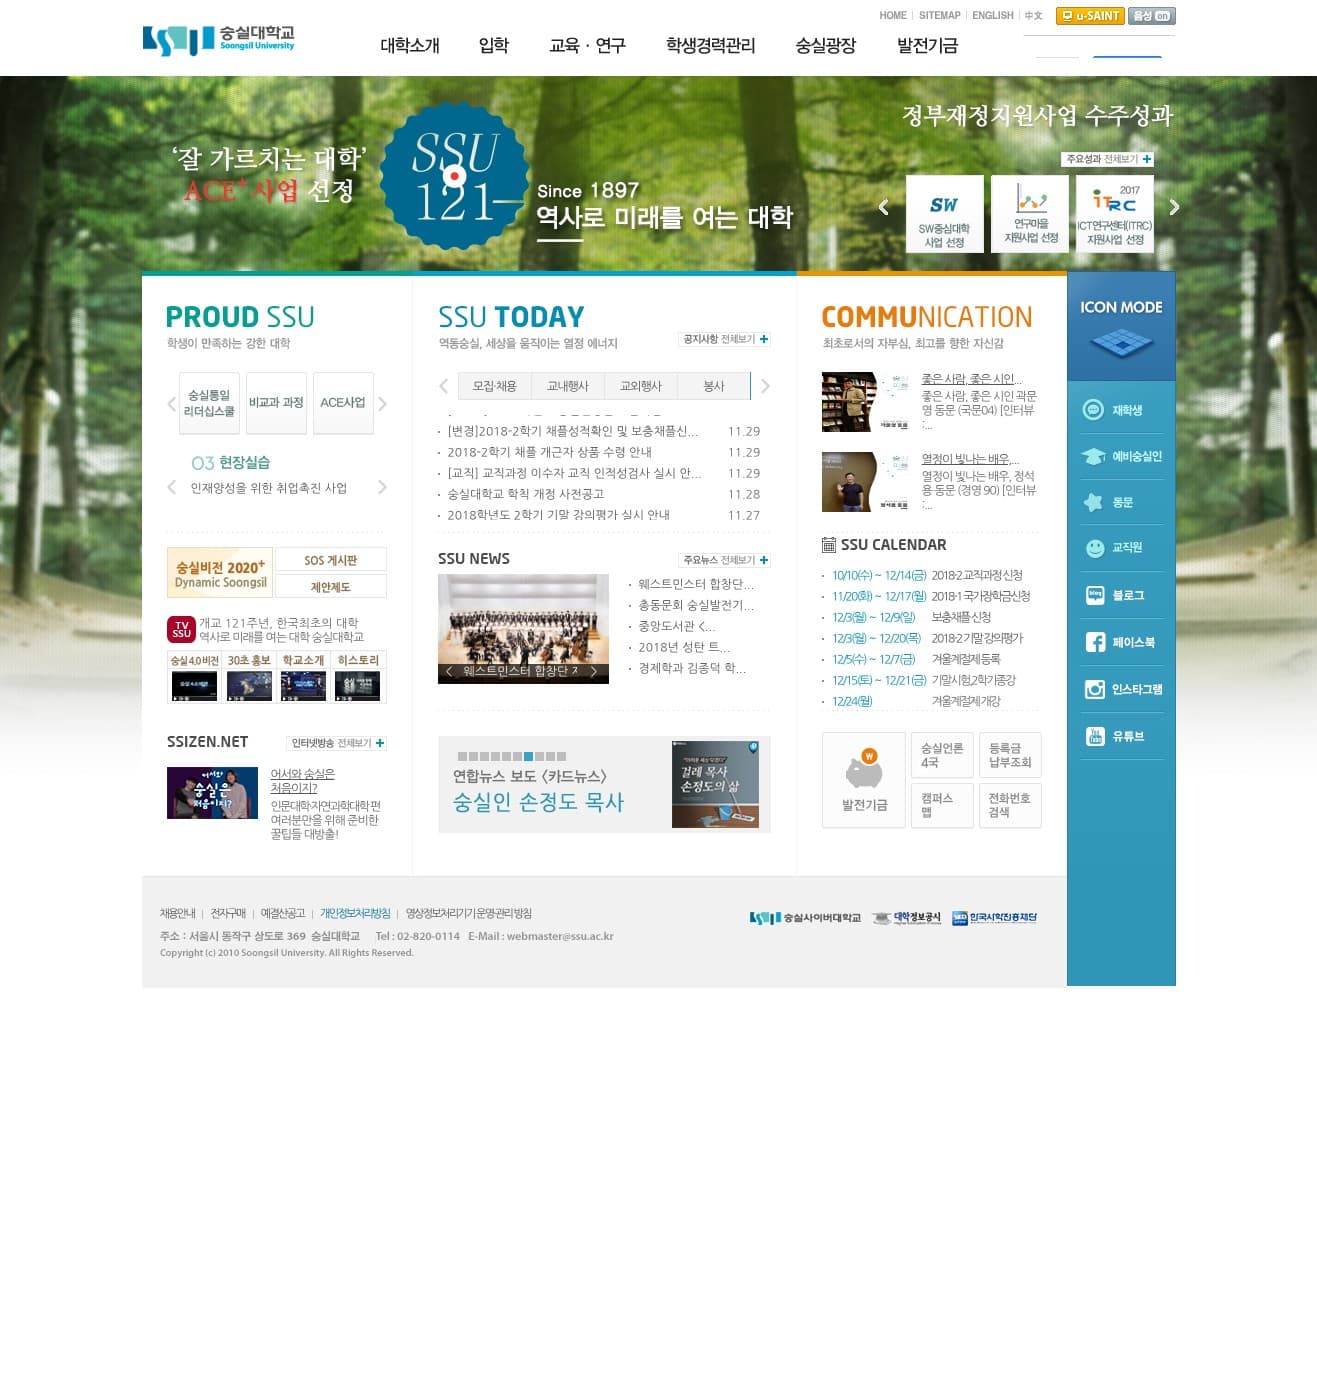 HOME
SITEMAP
ENGLISH
中文
u-SAINT
음성 on
숭실대학교
Soongsil University
대학소개
입학
교육 · 연구
학생경력관리
숭실광장
발전기금
'잘 가르치는 대학'
ACE+ 사업 선정
SSU
121
Since 1897
역사로 미래를 여는 대학
정부재정지원사업 수주성과
주요성과 전체보기
SW
SW중심대학
사업 선정
연구마을
지원사업 선정
2017
ITRC
ICT연구센터(ITRC)
지원사업 선정
PROUD SSU
학생이 만족하는 강한 대학
숭실통일
리더십스쿨
비교과 과정
ACE사업
03 현장실습
인재양성을 위한 취업촉진 사업
숭실비전 2020+
Dynamic Soongsil
SOS 게시판
제안제도
TV
SSU
개교 121주년, 한국최초의 대학
역사로 미래를 여는 대학 숭실대학교
숭실4.0비전
30초 홍보
학교소개
히스토리
SSIZEN.NET
인터넷방송 전체보기
어서와
숭실은
처음이지?
어서와 숭실은
처음이지?
인문대학·자연과학대학 편
여러분만을 위해 준비한
꿀팁들 대방출!
SSU TODAY
역동숭실, 세상을 움직이는 열정 에너지
공지사항 전체보기
모집·채용
교내행사
교외행사
봉사
[변경]2018-2학기 채플성적확인 및 보충채플신... 11.29
2018-2학기 채플 개근자 상품 수령 안내 11.29
[교직] 교직과정 이수자 교직 인적성검사 실시 안... 11.29
숭실대학교 학칙 개정 사전공고 11.28
2018학년도 2학기 기말 강의평가 실시 안내 11.27
SSU NEWS
주요뉴스 전체보기
웨스트민스터 합창단
웨스트민스터 합창단...
총동문회 숭실발전기...
중앙도서관 <...
2018년 성탄 트...
경제학과 김종덕 학...
연합뉴스 보도 <카드뉴스>
숭실인 손정도 목사
걸레 목사
손정도의 삶
COMMUNICATION
최초로서의 자부심, 최고를 향한 자신감
좋은 사람, 좋은 시인...
좋은 사람, 좋은 시인 곽문
영 동문 (국문04) [인터뷰
:...
열정이 빛나는 배우,...
열정이 빛나는 배우, 정석
용 동문 (경영 90) [인터뷰
:...
SSU CALENDAR
10/10(수) ~ 12/14(금) 2018-2 교직과정 신청
11/20(화) ~ 12/17(월) 2018-1 국가장학금신청
12/3(월) ~ 12/9(일) 보충채플 신청
12/3(월) ~ 12/20(목) 2018-2 기말 강의평가
12/5(수) ~ 12/7(금) 겨울계절제 등록
12/15(토) ~ 12/21(금) 기말시험,2학기종강
12/24(월) 겨울계절제 개강
발전기금
숭실언론
4국
등록금
납부조회
캠퍼스
맵
전화번호
검색
ICON MODE
재학생
예비숭실인
동문
교직원
블로그
페이스북
인스타그램
유튜브
채용안내
전자구매
예결산공고
개인정보처리방침
영상정보처리기기 운영·관리 방침
숭실사이버대학교
대학정보공시
한국사학진흥재단
주소 : 서울시 동작구 상도로 369 숭실대학교 Tel : 02-820-0114 E-Mail : webmaster@ssu.ac.kr
Copyright (c) 2010 Soongsil University. All Rights Reserved.